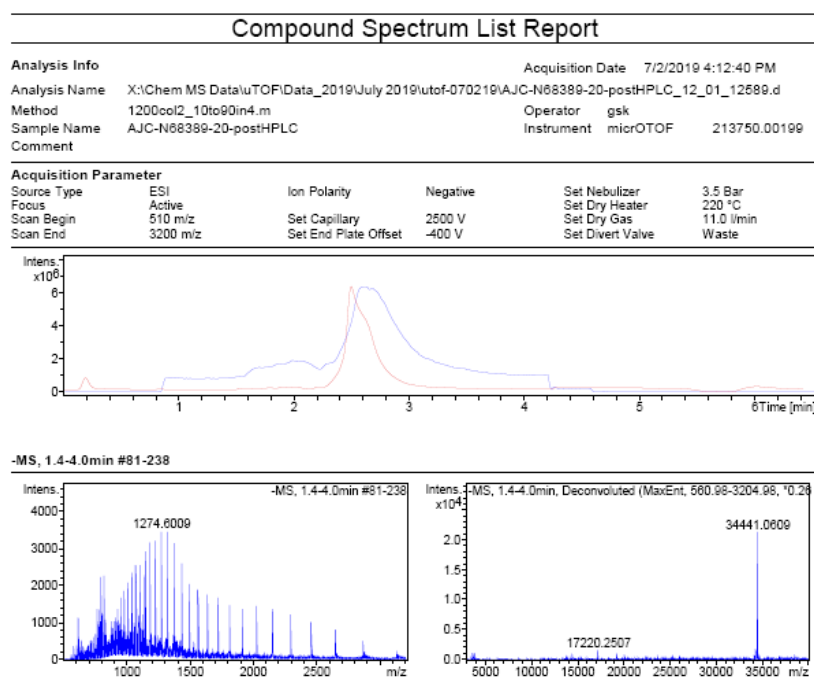 Compound Spectrum List Report
Analysis Info
Acquisition Date 7/2/2019 4:12:40 PM
Analysis Name X:\Chem MS Data\uTOF\Data_2019\July 2019\utof-070219\AJC-N68389-20-postHPLC_12_01_12589.d
Method 1200col2_10to90in4.m Operator gsk
Sample Name AJC-N68389-20-postHPLC Instrument micrOTOF 213750.00199
Comment
Acquisition Parameter
Source Type ESI Ion Polarity Negative Set Nebulizer 3.5 Bar
Focus Active Set Dry Heater 220 °C
Scan Begin 510 m/z Set Capillary 2500 V Set Dry Gas 11.0 l/min
Scan End 3200 m/z Set End Plate Offset -400 V Set Divert Valve Waste
Intens.
x10⁶
6
4
2
0
1 2 3 4 5 6 Time [min]
-MS, 1.4-4.0min #81-238
Intens.
-MS, 1.4-4.0min #81-238
4000
1274.6009
3000
2000
1000
0
1000 1500 2000 2500 m/z
Intens.
x10⁴
-MS, 1.4-4.0min, Deconvoluted (MaxEnt, 560.98-3204.98, *0.26
34441.0609
2.0
1.5
1.0
0.5
17220.2507
0.0
5000 10000 15000 20000 25000 30000 35000 m/z